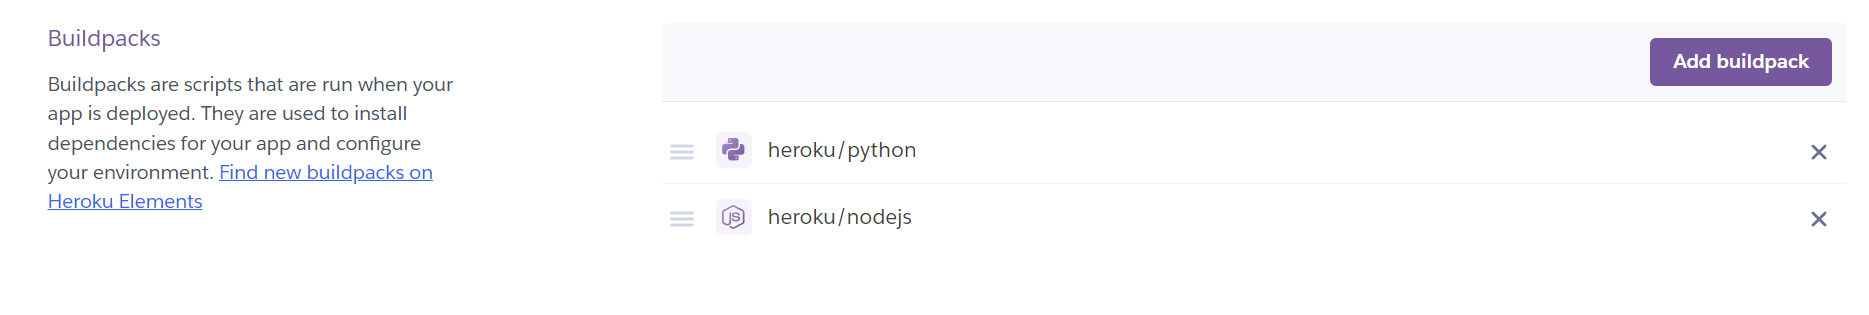 Buildpacks
Buildpacks are scripts that are run when your
app is deployed. They are used to install
dependencies for your app and configure
your environment. Find new buildpacks on
Heroku Elements
Add buildpack
heroku/python
JS heroku/nodejs